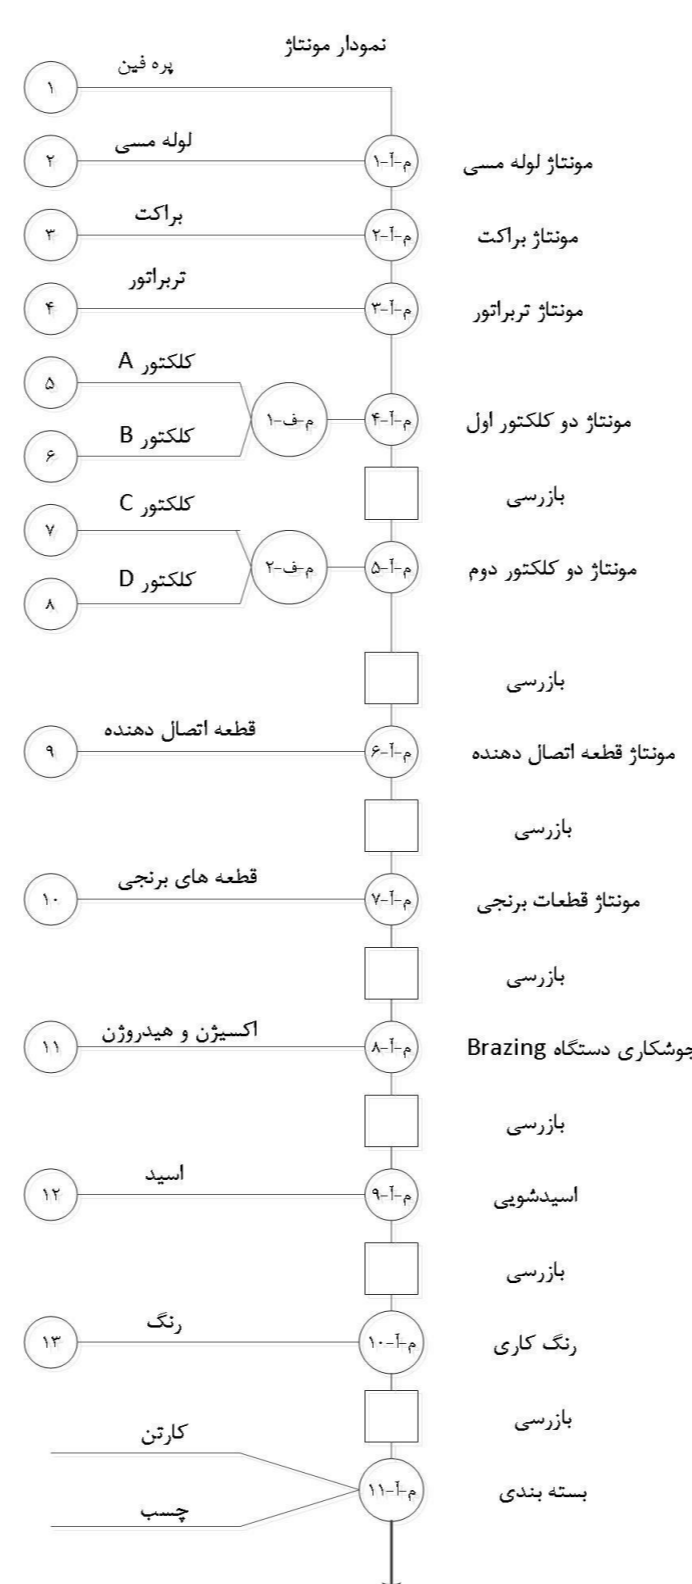 نمودار مونتاژ
پره فین
۱
لوله مسی
۲
م-آ-۱
مونتاژ لوله مسی
براکت
۳
م-آ-۲
مونتاژ براکت
تربراتور
۴
م-آ-۳
مونتاژ تربراتور
کلکتور A
۵
م-ف-۱
م-آ-۴
مونتاژ دو کلکتور اول
کلکتور B
۶
بازرسی
کلکتور C
۷
م-ف-۲
م-آ-۵
مونتاژ دو کلکتور دوم
کلکتور D
۸
بازرسی
قطعه اتصال دهنده
۹
م-آ-۶
مونتاژ قطعه اتصال دهنده
بازرسی
قطعه های برنجی
۱۰
م-آ-۷
مونتاژ قطعات برنجی
بازرسی
اکسیژن و هیدروژن
۱۱
م-آ-۸
جوشکاری دستگاه Brazing
بازرسی
اسید
۱۲
م-آ-۹
اسیدشویی
بازرسی
رنگ
۱۳
م-آ-۱۰
رنگ کاری
بازرسی
کارتن
م-آ-۱۱
بسته بندی
چسب